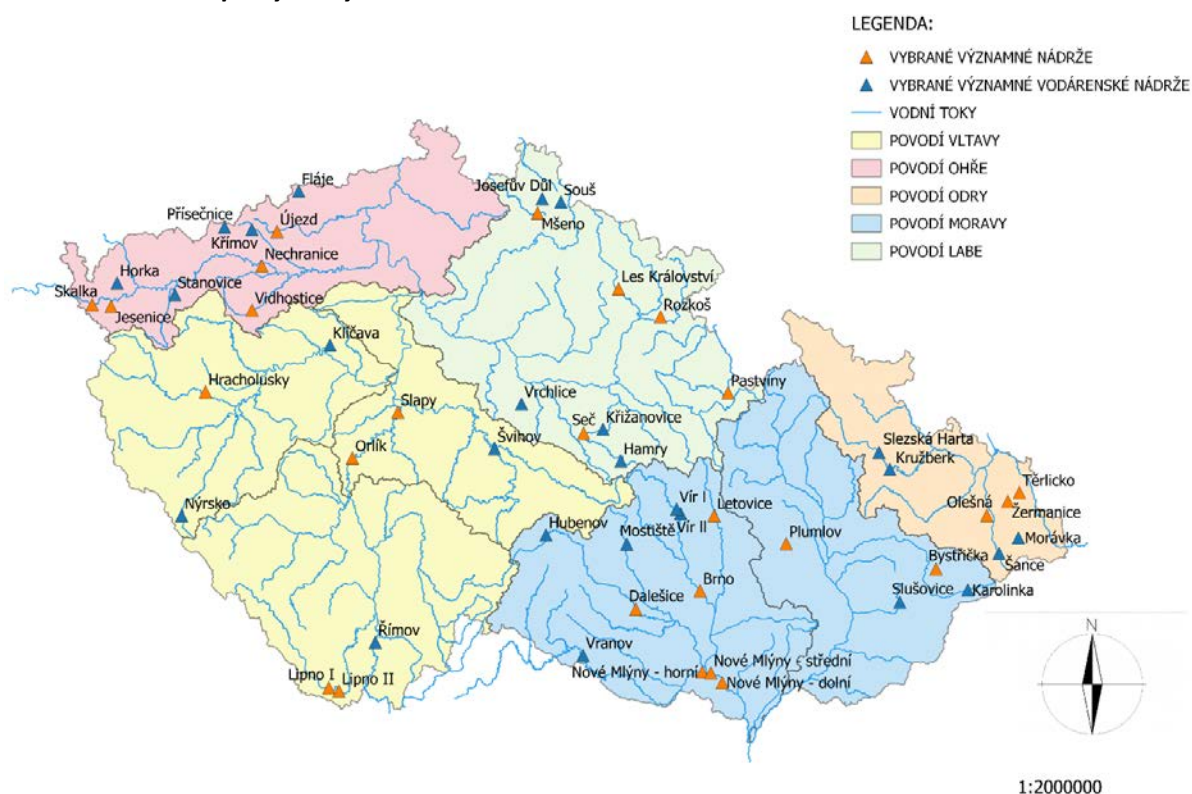 LEGENDA:
VYBRANÉ VÝZNAMNÉ NÁDRŽE
VYBRANÉ VÝZNAMNÉ VODÁRENSKÉ NÁDRŽE
VODNÍ TOKY
POVODÍ VLTAVY
POVODÍ OHŘE
POVODÍ ODRY
POVODÍ MORAVY
POVODÍ LABE
Fláje
Josefův Důl
Souš
Přísečnice
Újezd
Mšeno
Křímov
Nechranice
Horka
Stanovice
Les Království
Skalka
Jesenice
Vidhostice
Rozkoš
Klíčava
Hracholusky
Pastviny
Slapy
Vrchlice
Seč
Křižanovice
Orlík
Švihov
Hamry
Slezská Harta
Kružberk
Těrlicko
Nýrsko
Vír I
Letovice
Olešná
Žermanice
Hubenov
Mostiště
Vír II
Plumlov
Morávka
Bystřička
Šance
Brno
Dalešice
Slušovice
Karolinka
Římov
Vranov
Nové Mlýny - střední
Nové Mlýny - horní
Nové Mlýny - dolní
Lipno I
Lipno II
N
1:2000000